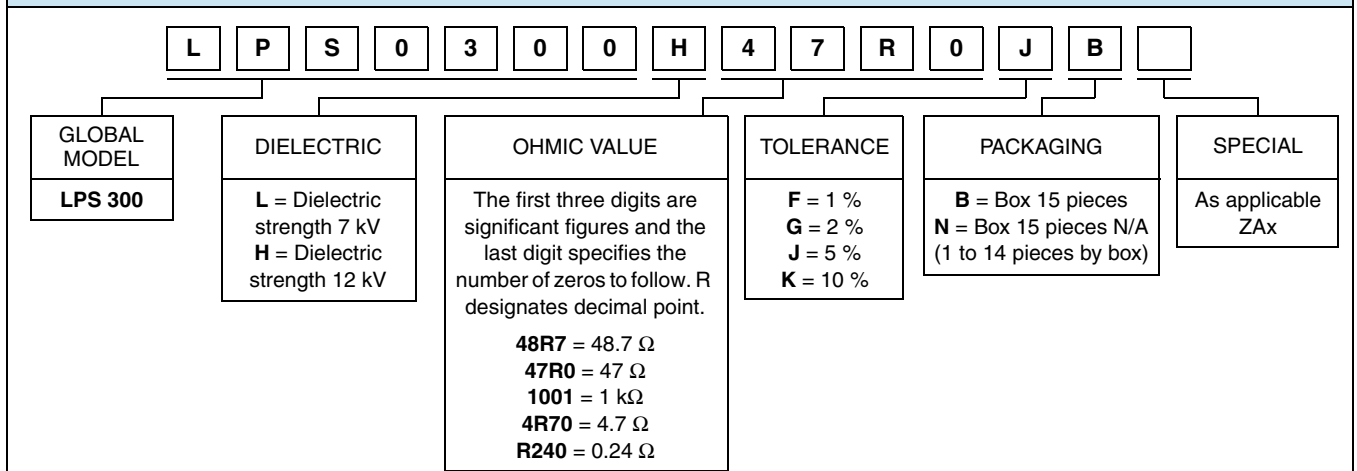 L P S 0 3 0 0 H 4 7 R 0 J B
GLOBAL
MODEL
LPS 300
DIELECTRIC
L = Dielectric
strength 7 kV
H = Dielectric
strength 12 kV
OHMIC VALUE
The first three digits are
significant figures and the
last digit specifies the
number of zeros to follow. R
designates decimal point.
48R7 = 48.7 Ω
47R0 = 47 Ω
1001 = 1 kΩ
4R70 = 4.7 Ω
R240 = 0.24 Ω
TOLERANCE
F = 1 %
G = 2 %
J = 5 %
K = 10 %
PACKAGING
B = Box 15 pieces
N = Box 15 pieces N/A
(1 to 14 pieces by box)
SPECIAL
As applicable
ZAx